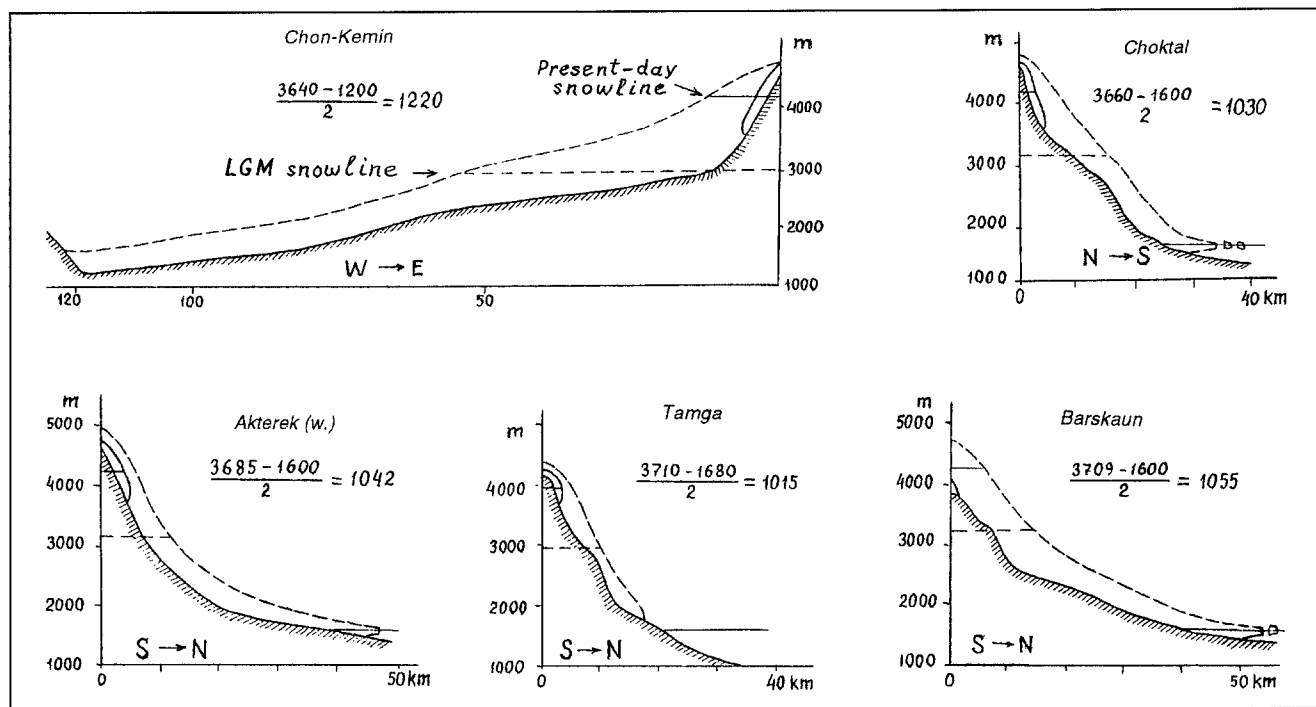 Chon-Kemin
3640-1200
2
=1220
Present-day
snowline
LGM snowline
W → E
m
4000
3000
2000
1000
120
100
50
Choktal
3660-1600
2
=1030
m
4000
3000
2000
1000
N → S
0
40 km
Akterek (w.)
3685-1600
2
=1042
m
5000
4000
3000
2000
1000
S → N
0
50 km
Tamga
3710-1680
2
=1015
m
4000
3000
2000
1000
S → N
0
40 km
Barskaun
3709-1600
2
=1055
m
5000
4000
3000
2000
1000
S → N
0
50 km